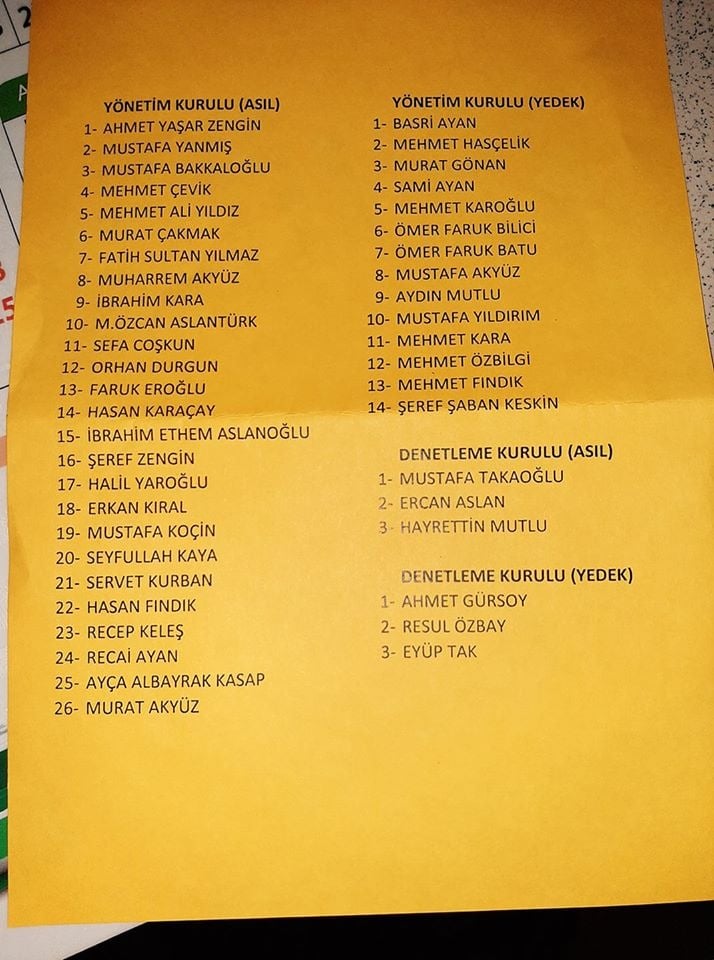 YÖNETİM KURULU (ASIL)
1- AHMET YAŞAR ZENGİN
2- MUSTAFA YANMIŞ
3- MUSTAFA BAKKALOĞLU
4- MEHMET ÇEVİK
5- MEHMET ALİ YILDIZ
6- MURAT ÇAKMAK
7- FATİH SULTAN YILMAZ
8- MUHARREM AKYÜZ
9- İBRAHİM KARA
10- M.ÖZCAN ASLANTÜRK
11- SEFA COŞKUN
12- ORHAN DURGUN
13- FARUK EROĞLU
14- HASAN KARAÇAY
15- İBRAHİM ETHEM ASLANOĞLU
16- ŞEREF ZENGİN
17- HALİL YAROĞLU
18- ERKAN KIRAL
19- MUSTAFA KOÇİN
20- SEYFULLAH KAYA
21- SERVET KURBAN
22- HASAN FINDIK
23- RECEP KELEŞ
24- RECAİ AYAN
25- AYÇA ALBAYRAK KASAP
26- MURAT AKYÜZ
YÖNETİM KURULU (YEDEK)
1- BASRİ AYAN
2- MEHMET HASÇELİK
3- MURAT GÖNAN
4- SAMİ AYAN
5- MEHMET KAROĞLU
6- ÖMER FARUK BİLİCİ
7- ÖMER FARUK BATU
8- MUSTAFA AKYÜZ
9- AYDIN MUTLU
10- MUSTAFA YILDIRIM
11- MEHMET KARA
12- MEHMET ÖZBİLGİ
13- MEHMET FINDIK
14- ŞEREF ŞABAN KESKİN
DENETLEME KURULU (ASIL)
1- MUSTAFA TAKAOĞLU
2- ERCAN ASLAN
3- HAYRETTİN MUTLU
DENETLEME KURULU (YEDEK)
1- AHMET GÜRSOY
2- RESUL ÖZBAY
3- EYÜP TAK